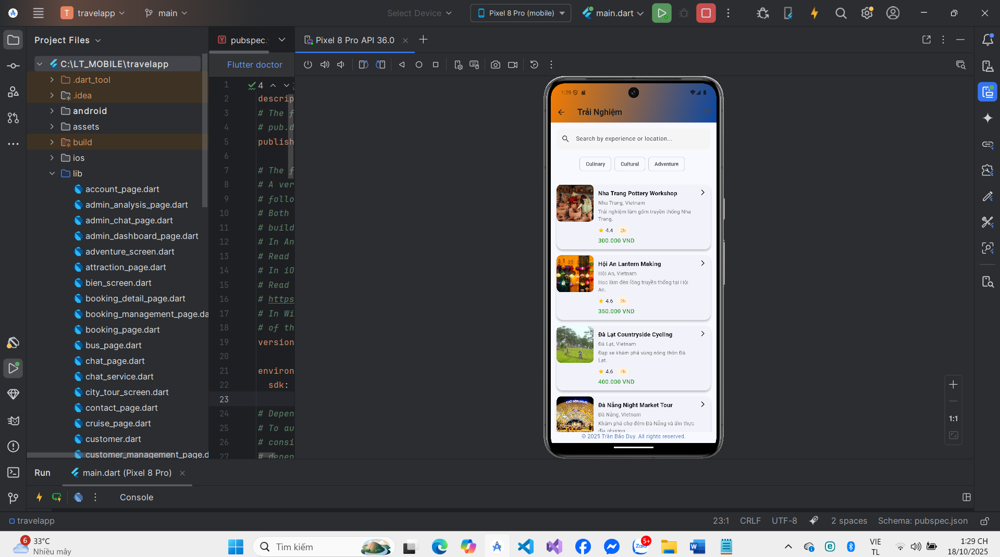 T travelapp
main
Select Device
Pixel 8 Pro (mobile)
main.dart
Project Files
pubspec.
Pixel 8 Pro API 36.0
Flutter doctor
C:\LT_MOBILE\travelapp
.dart_tool
.idea
android
assets
build
ios
lib
account_page.dart
admin_analysis_page.dart
admin_chat_page.dart
admin_dashboard_page.dart
adventure_screen.dart
attraction_page.dart
bien_screen.dart
booking_detail_page.dart
booking_management_page.da
booking_page.dart
bus_page.dart
chat_page.dart
chat_service.dart
city_tour_screen.dart
contact_page.dart
cruise_page.dart
customer.dart
customer_management_page.d
1
4
2 descrip
3 # The f
4 # pub.d
5 publish
6
7 # The f
8 # A ver
9 # follo
10 # Both
11 # build
12 # In An
13 # Read
14 # In iO
15 # Read
16 # https
17 # In Wi
18 # of th
19 version
20
21 environ
22 sdk:
23
24 # Depen
25 # To au
26 # consi
27 # depen
1:29
Trải Nghiệm
Search by experience or location...
Culinary
Cultural
Adventure
Nha Trang Pottery Workshop
Nha Trang, Vietnam
Trải nghiệm làm gốm truyền thống Nha
Trang.
4.4 2h
300.000 VND
Hội An Lantern Making
Hội An, Vietnam
Học làm đèn lồng truyền thống tại Hội
An.
4.6 2h
350.000 VND
Đà Lạt Countryside Cycling
Đà Lạt, Vietnam
Đạp xe khám phá vùng nông thôn Đà
Lạt.
4.6 4h
400.000 VND
Đà Nẵng Night Market Tour
Đà Nẵng, Vietnam
Khám phá chợ đêm Đà Nẵng và ẩm thực
địa phương
© 2025 Trần Bảo Duy. All rights reserved.
1:1
Run
main.dart (Pixel 8 Pro)
Console
travelapp
23:1
CRLF
UTF-8
2 spaces
Schema: pubspec.json
6
33°C
Nhiều mây
Tìm kiếm
Zalo
5+
VIE
TL
1:29 CH
18/10/2025